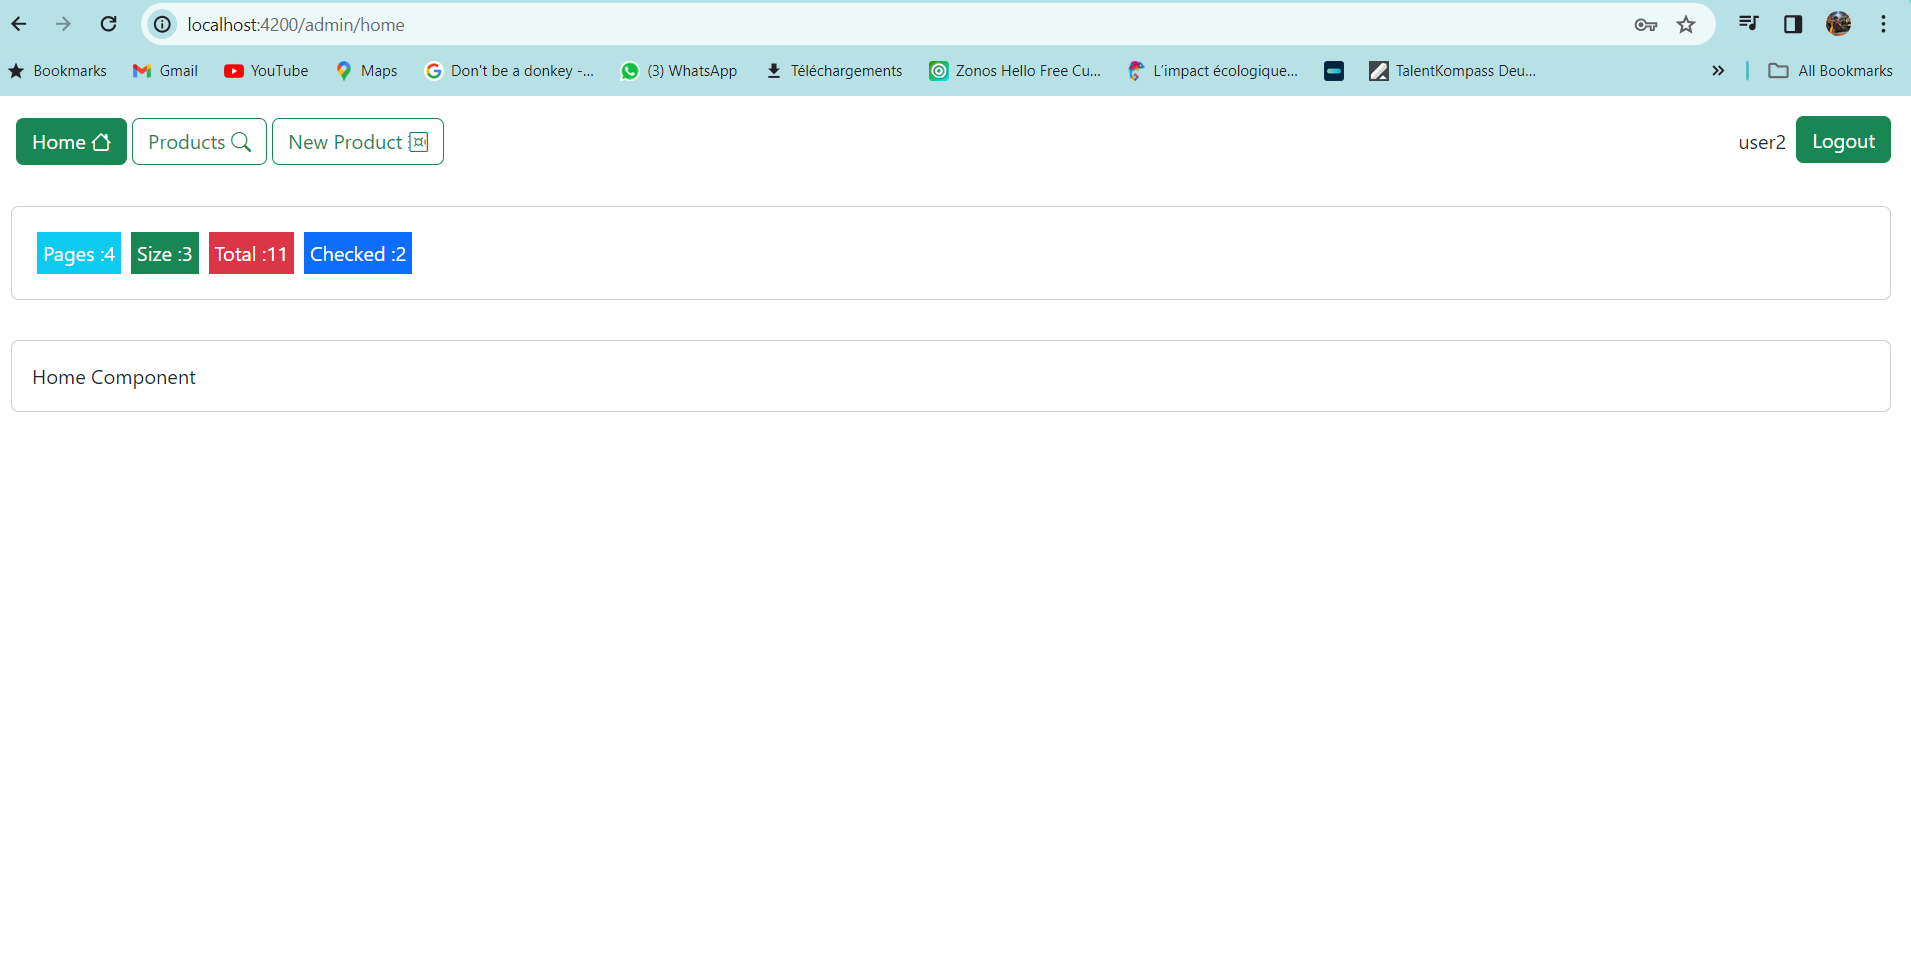 localhost:4200/admin/home
Bookmarks Gmail YouTube Maps Don't be a donkey -... (3) WhatsApp Téléchargements Zonos Hello Free Cu... L'impact écologique... TalentKompass Deu... » All Bookmarks
Home Products New Product user2 Logout
Pages :4 Size :3 Total :11 Checked :2
Home Component